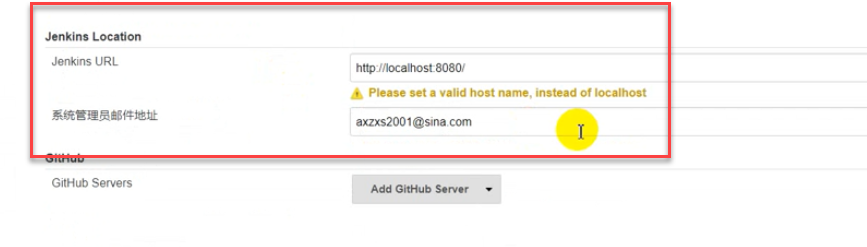 Jenkins Location
Jenkins URL
http://localhost:8080/
Please set a valid host name, instead of localhost
系统管理员邮件地址
axzxs2001@sina.com
GitHub
GitHub Servers
Add GitHub Server